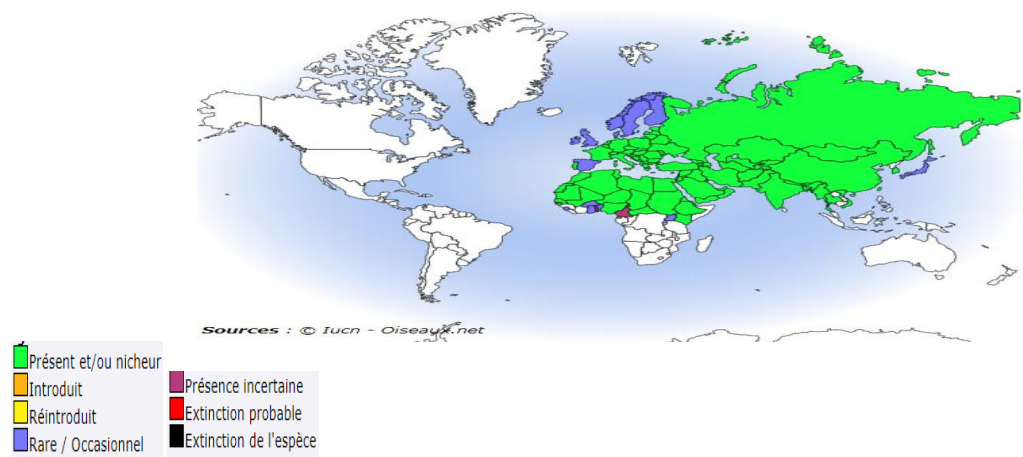 Sources : © Iucn - Oiseaux.net
Présent et/ou nicheur
Introduit
Réintroduit
Rare / Occasionnel
Présence incertaine
Extinction probable
Extinction de l'espèce